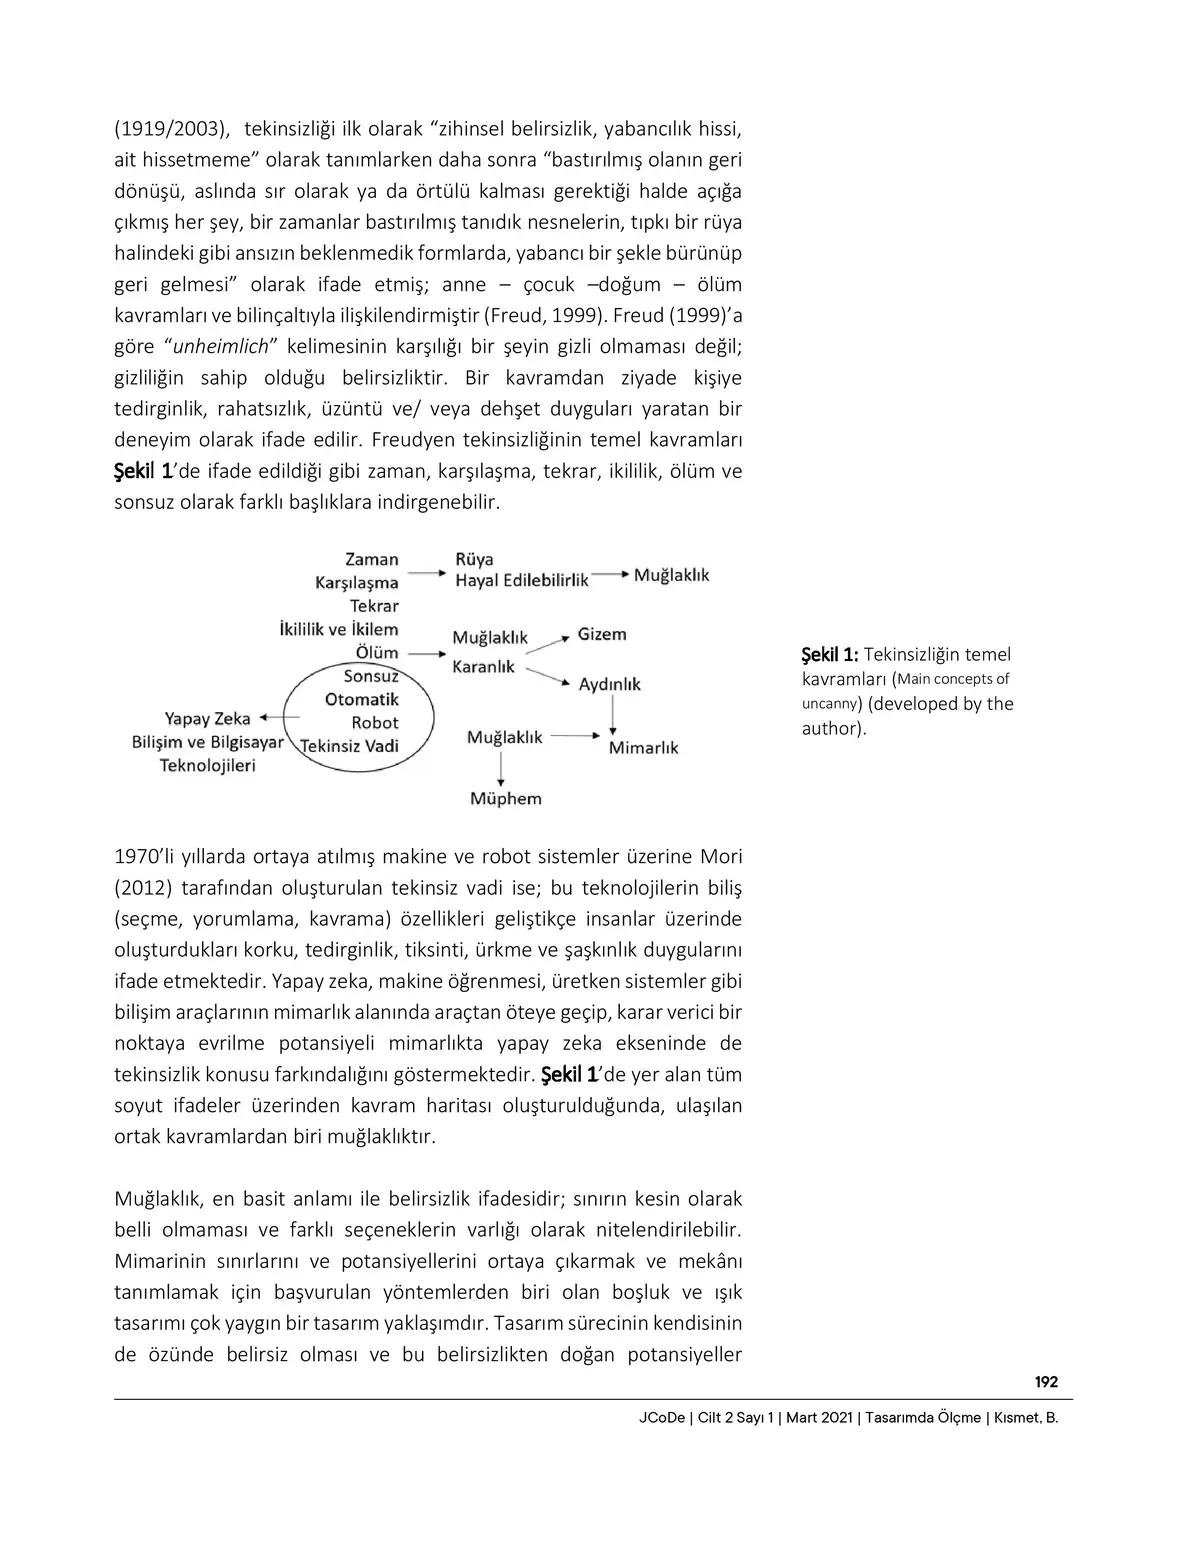 (1919/2003), tekinsizliği ilk olarak “zihinsel belirsizlik, yabancılık hissi,
ait hissetmeme” olarak tanımlarken daha sonra “bastırılmış olanın geri
dönüşü, aslında sır olarak ya da örtülü kalması gerektiği halde açığa
çıkmış her şey, bir zamanlar bastırılmış tanıdık nesnelerin, tıpkı bir rüya
halindeki gibi ansızın beklenmedik formlarda, yabancı bir şekle bürünüp
geri gelmesi” olarak ifade etmiş; anne – çocuk –doğum – ölüm
kavramları ve bilinçaltıyla ilişkilendirmiştir (Freud, 1999). Freud (1999)’a
göre “unheimlich” kelimesinin karşılığı bir şeyin gizli olmaması değil;
gizliliğin sahip olduğu belirsizliktir. Bir kavramdan ziyade kişiye
tedirginlik, rahatsızlık, üzüntü ve/ veya dehşet duyguları yaratan bir
deneyim olarak ifade edilir. Freudyen tekinsizliğinin temel kavramları
Şekil 1’de ifade edildiği gibi zaman, karşılaşma, tekrar, ikililik, ölüm ve
sonsuz olarak farklı başlıklara indirgenebilir.
Zaman
Karşılaşma
Tekrar
İkililik ve İkilem
Ölüm
Sonsuz
Otomatik
Robot
Tekinsiz Vadi
Yapay Zeka
Bilişim ve Bilgisayar
Teknolojileri
Rüya
Hayal Edilebilirlik
Muğlaklık
Muğlaklık
Karanlık
Gizem
Aydınlık
Muğlaklık
Mimarlık
Müphem
Şekil 1: Tekinsizliğin temel
kavramları (Main concepts of
uncanny) (developed by the
author).
1970’li yıllarda ortaya atılmış makine ve robot sistemler üzerine Mori
(2012) tarafından oluşturulan tekinsiz vadi ise; bu teknolojilerin biliş
(seçme, yorumlama, kavrama) özellikleri geliştikçe insanlar üzerinde
oluşturdukları korku, tedirginlik, tiksinti, ürkme ve şaşkınlık duygularını
ifade etmektedir. Yapay zeka, makine öğrenmesi, üretken sistemler gibi
bilişim araçlarının mimarlık alanında araçtan öteye geçip, karar verici bir
noktaya evrilme potansiyeli mimarlıkta yapay zeka ekseninde de
tekinsizlik konusu farkındalığını göstermektedir. Şekil 1’de yer alan tüm
soyut ifadeler üzerinden kavram haritası oluşturulduğunda, ulaşılan
ortak kavramlardan biri muğlaklıktır.
Muğlaklık, en basit anlamı ile belirsizlik ifadesidir; sınırın kesin olarak
belli olmaması ve farklı seçeneklerin varlığı olarak nitelendirilebilir.
Mimarinin sınırlarını ve potansiyellerini ortaya çıkarmak ve mekânı
tanımlamak için başvurulan yöntemlerden biri olan boşluk ve ışık
tasarımı çok yaygın bir tasarım yaklaşımdır. Tasarım sürecinin kendisinin
de özünde belirsiz olması ve bu belirsizlikten doğan potansiyeller
192
JCoDe | Cilt 2 Sayı 1 | Mart 2021 | Tasarımda Ölçme | Kısmet, B.